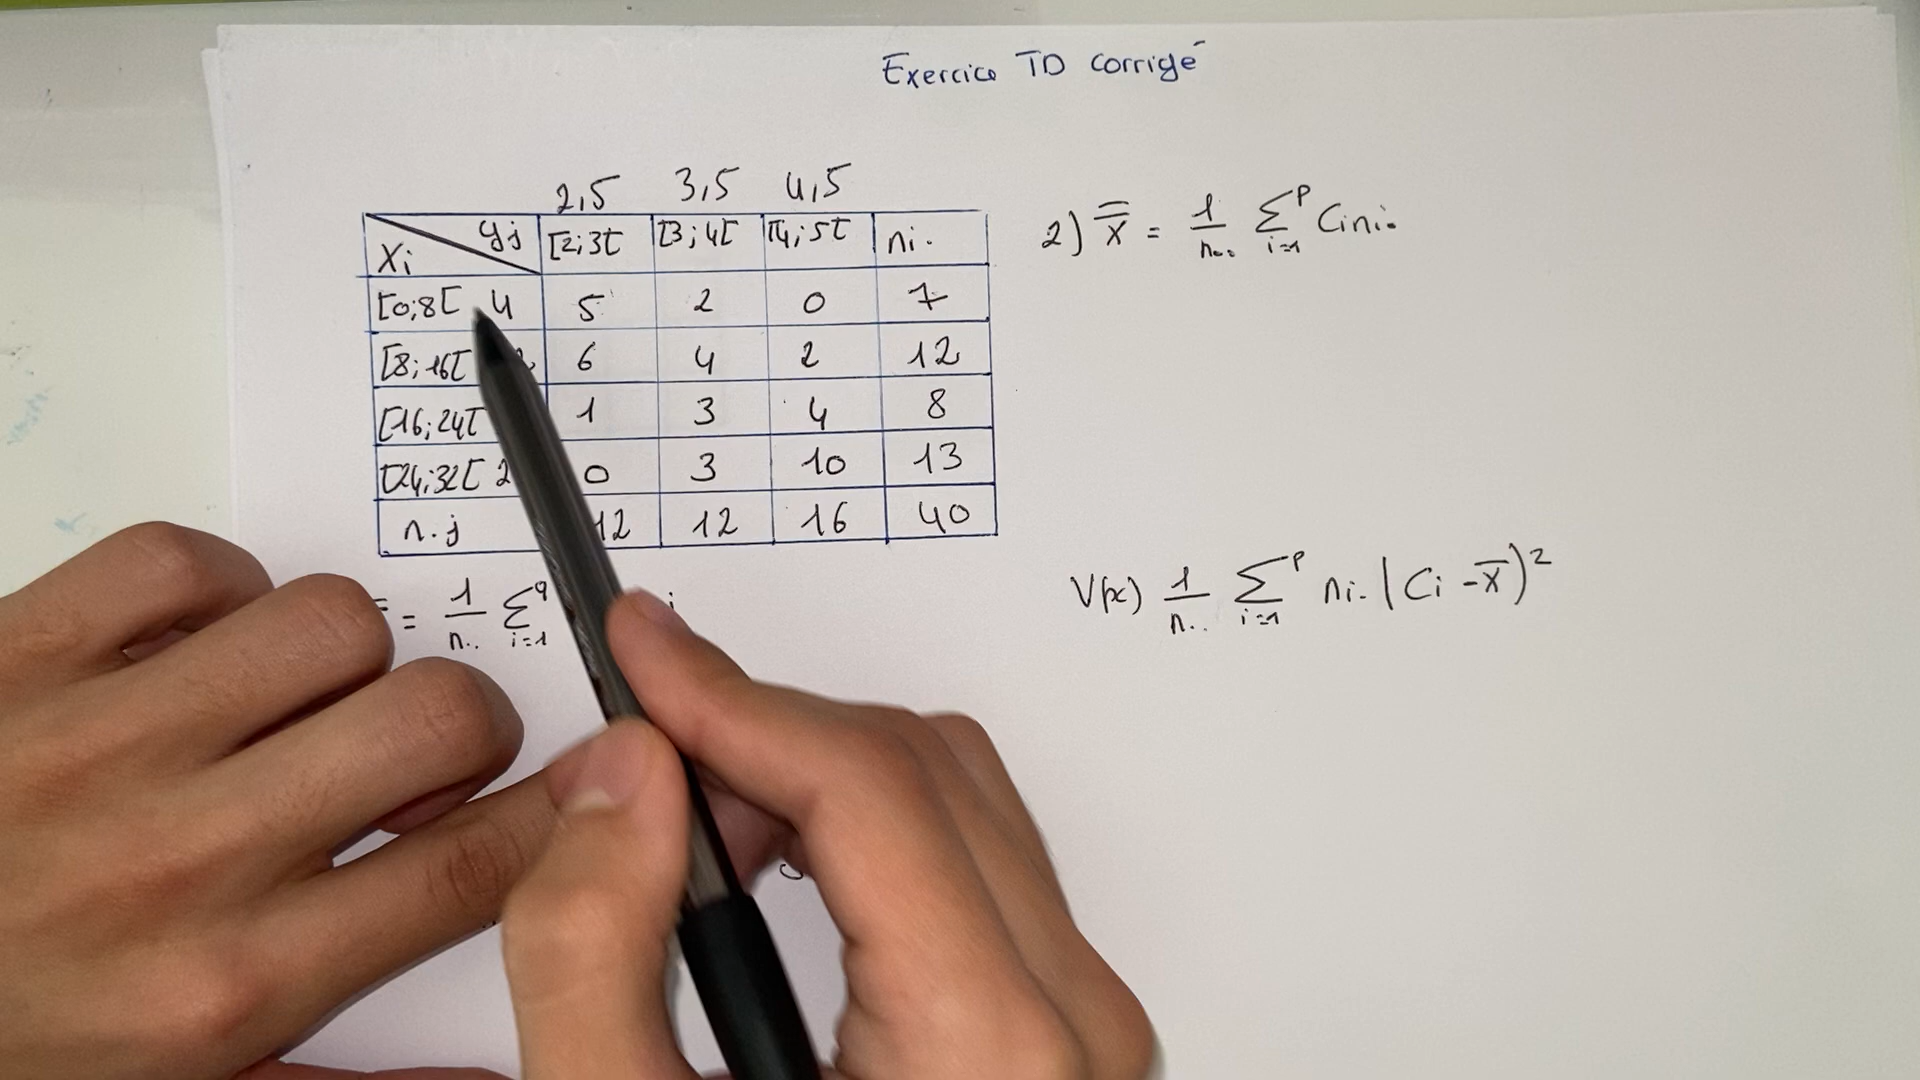 Exercice TD corrigé
2,5 3,5 4,5
Xi yj [2;3[ [3;4[ [4;5[ ni.
[0;8[ 4 5 2 0 7
[8;16[ 6 4 2 12
[16;24[ 1 3 4 8
[24;32[ 2 0 3 10 13
n.j 12 12 16 40
= 1/n.. Σ^q i=1
2) x̿ = 1/n.. Σ^p i=1 Cini.
V(x) 1/n.. Σ^p i=1 ni. (Ci - x̄)²